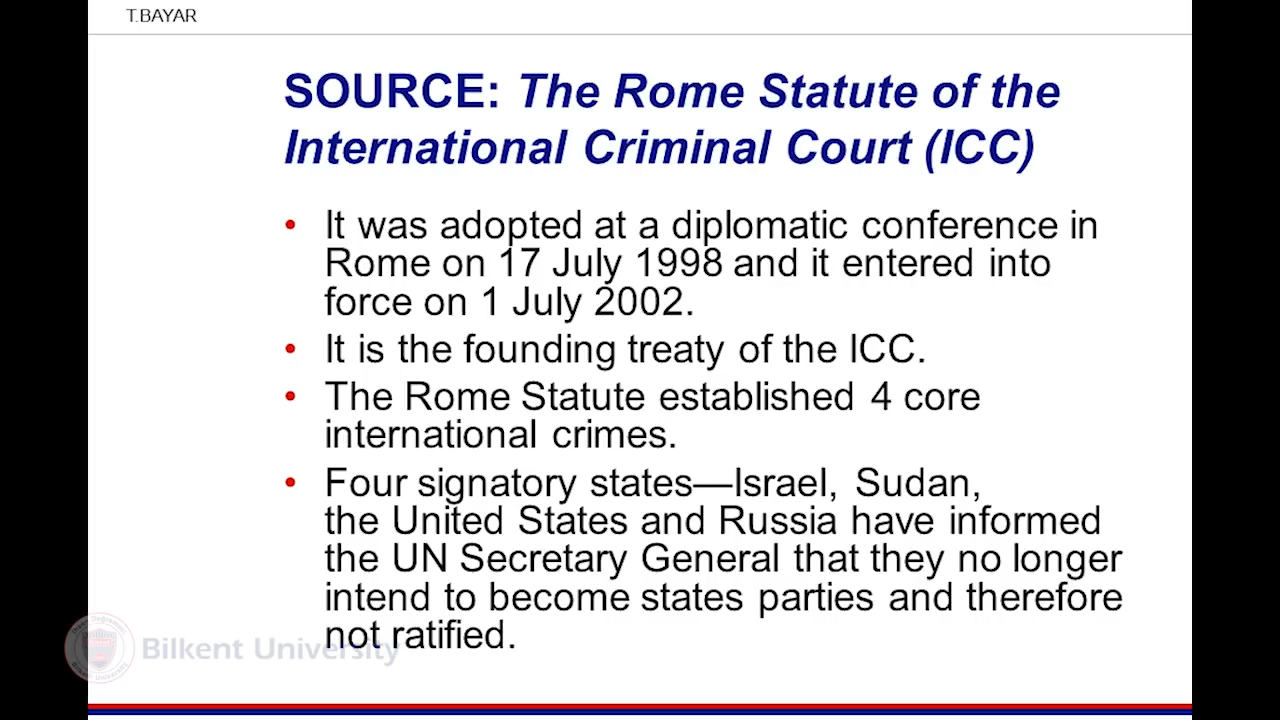 T.BAYAR
SOURCE: The Rome Statute of the
International Criminal Court (ICC)
• It was adopted at a diplomatic conference in
Rome on 17 July 1998 and it entered into
force on 1 July 2002.
• It is the founding treaty of the ICC.
• The Rome Statute established 4 core
international crimes.
• Four signatory states—Israel, Sudan,
the United States and Russia have informed
the UN Secretary General that they no longer
intend to become states parties and therefore
not ratified.
Bilkent University